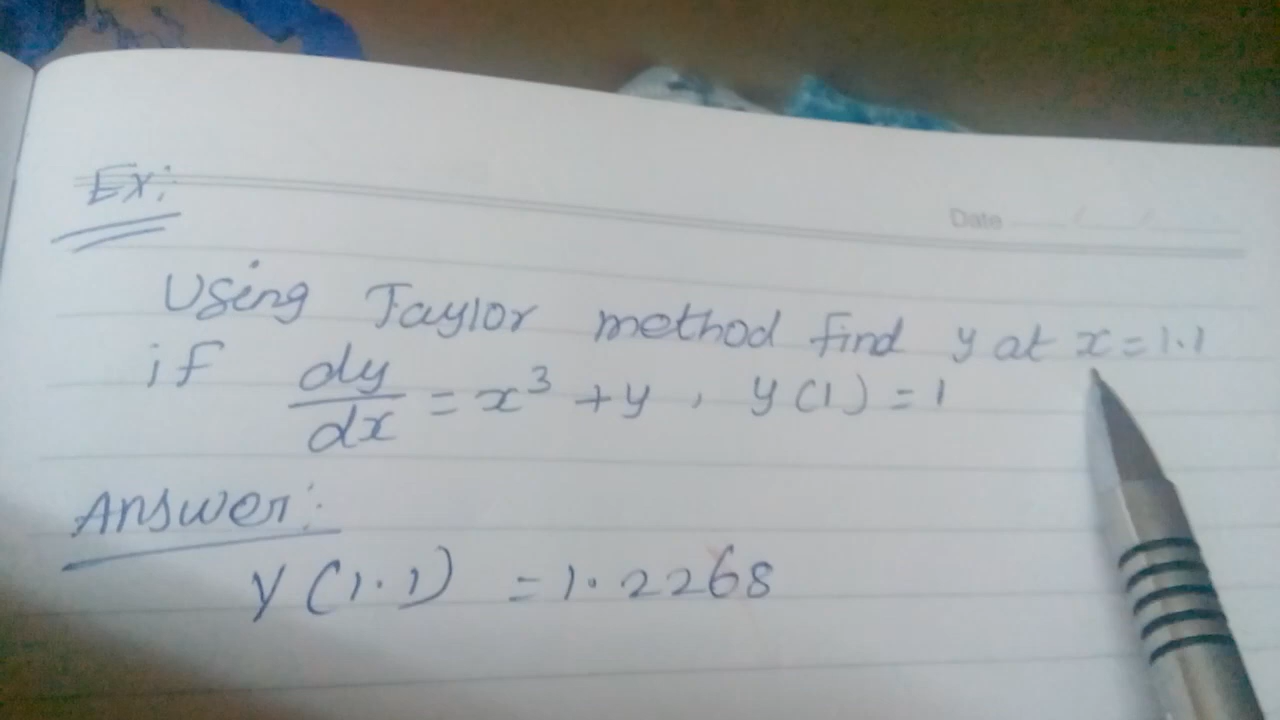 Date
Ex:
Using Taylor method find y at x = 1.1
if dy/dx = x³ + y , y(1) = 1
Answer:
y(1.1) = 1.2268